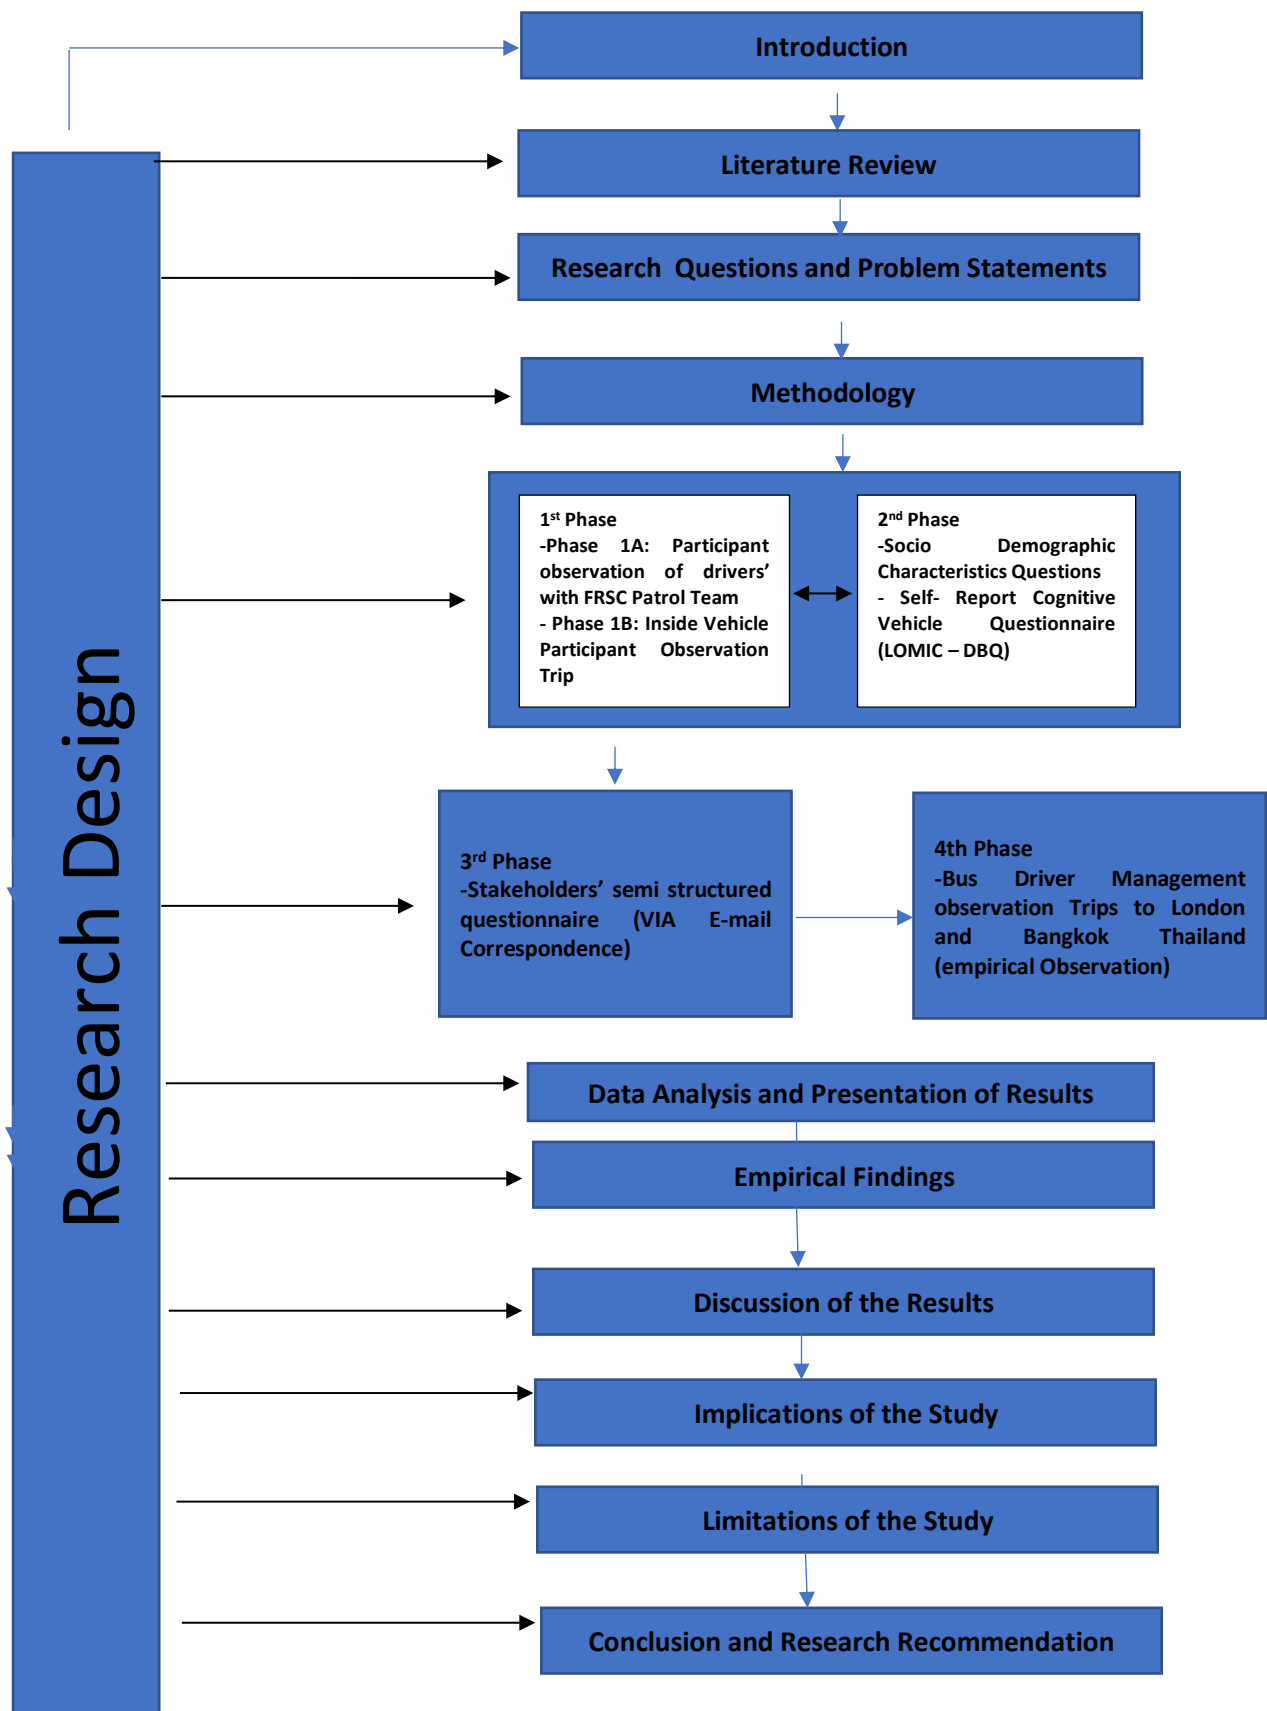 Research Design
Introduction
Literature Review
Research Questions and Problem Statements
Methodology
1st Phase
-Phase 1A: Participant
observation of drivers’
with FRSC Patrol Team
- Phase 1B: Inside Vehicle
Participant Observation
Trip
2nd Phase
-Socio Demographic
Characteristics Questions
- Self- Report Cognitive
Vehicle Questionnaire
(LOMIC – DBQ)
3rd Phase
-Stakeholders’ semi structured
questionnaire (VIA E-mail
Correspondence)
4th Phase
-Bus Driver Management
observation Trips to London
and Bangkok Thailand
(empirical Observation)
Data Analysis and Presentation of Results
Empirical Findings
Discussion of the Results
Implications of the Study
Limitations of the Study
Conclusion and Research Recommendation